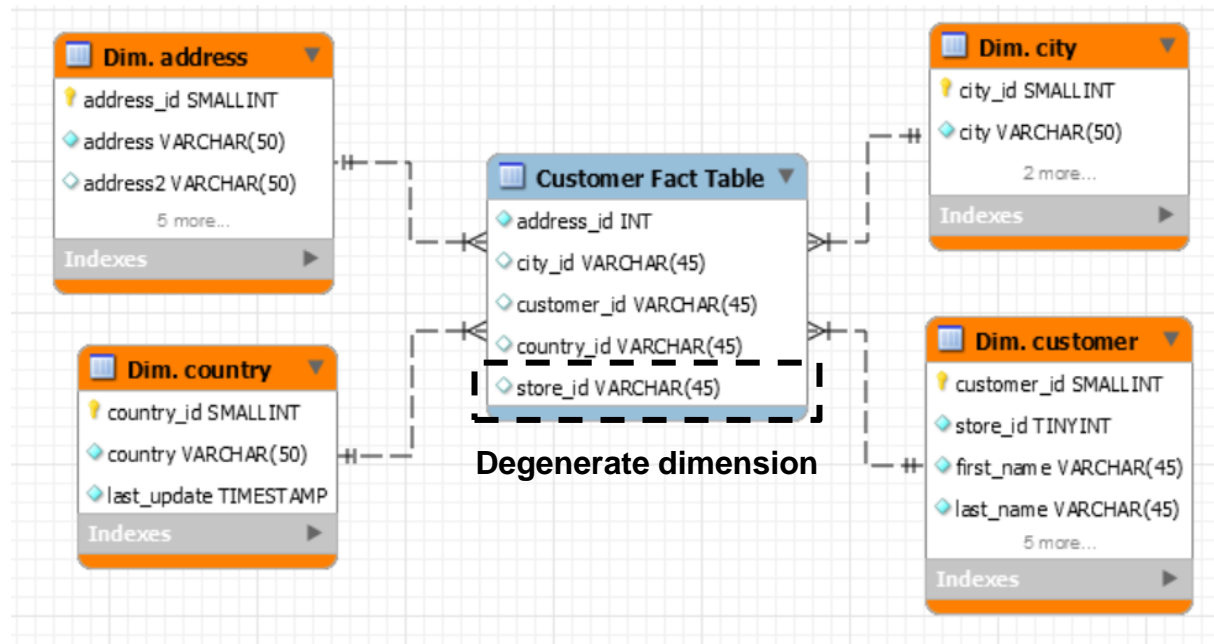 Dim. address
address_id SMALLINT
address VARCHAR(50)
address2 VARCHAR(50)
5 more...
Indexes
Dim. country
country_id SMALLINT
country VARCHAR(50)
last_update TIMESTAMP
Indexes
Customer Fact Table
address_id INT
city_id VARCHAR(45)
customer_id VARCHAR(45)
country_id VARCHAR(45)
store_id VARCHAR(45)
Degenerate dimension
Dim. city
city_id SMALLINT
city VARCHAR(50)
2 more...
Indexes
Dim. customer
customer_id SMALLINT
store_id TINYINT
first_name VARCHAR(45)
last_name VARCHAR(45)
5 more...
Indexes